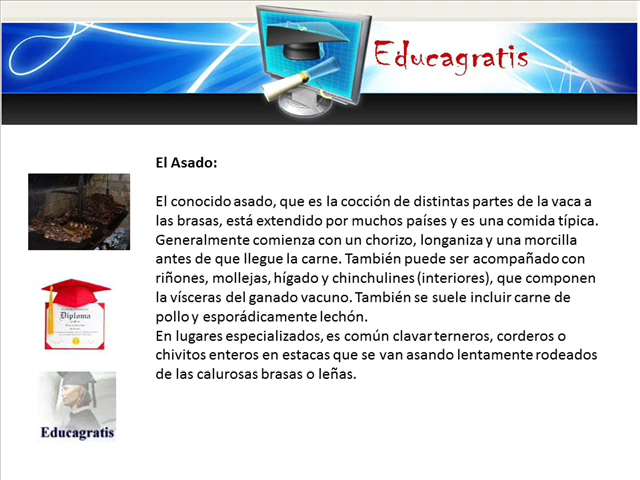 Educagratis
El Asado:
El conocido asado, que es la cocción de distintas partes de la vaca a
las brasas, está extendido por muchos países y es una comida típica.
Generalmente comienza con un chorizo, longaniza y una morcilla
antes de que llegue la carne. También puede ser acompañado con
riñones, mollejas, hígado y chinchulines (interiores), que componen
la vísceras del ganado vacuno. También se suele incluir carne de
pollo y esporádicamente lechón.
En lugares especializados, es común clavar terneros, corderos o
chivitos enteros en estacas que se van asando lentamente rodeados
de las calurosas brasas o leñas.
Diploma
Educagratis